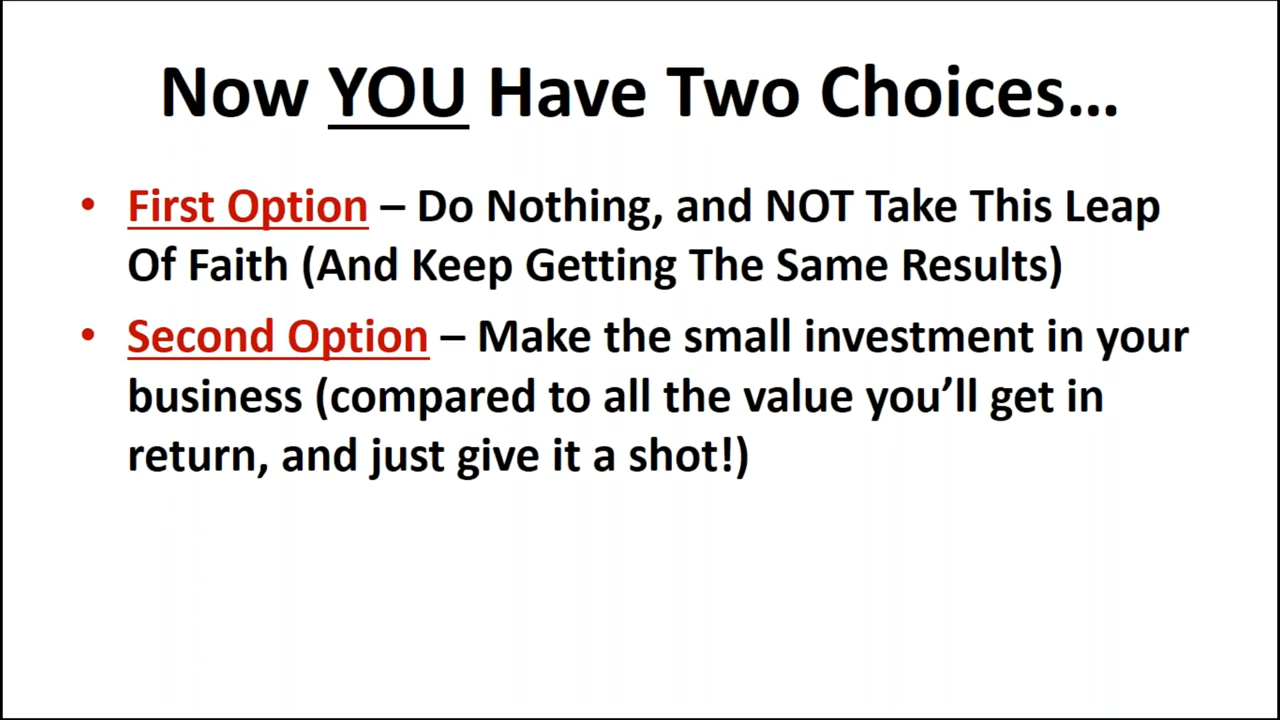 Now YOU Have Two Choices...
• First Option – Do Nothing, and NOT Take This Leap
Of Faith (And Keep Getting The Same Results)
• Second Option – Make the small investment in your
business (compared to all the value you’ll get in
return, and just give it a shot!)